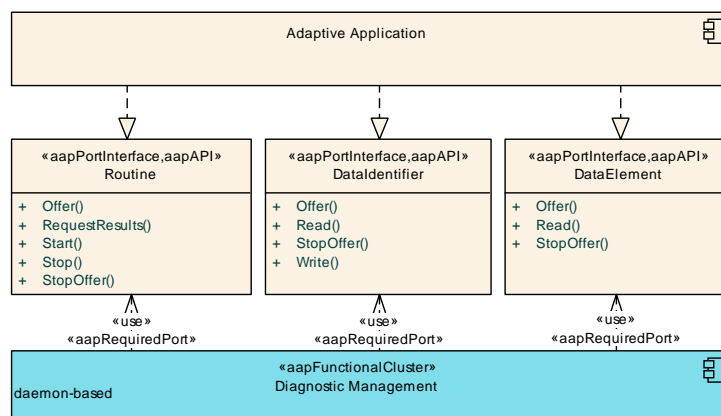 Adaptive Application
«aapPortInterface,aapAPI»
Routine
+ Offer()
+ RequestResults()
+ Start()
+ Stop()
+ StopOffer()
«aapPortInterface,aapAPI»
DataIdentifier
+ Offer()
+ Read()
+ StopOffer()
+ Write()
«aapPortInterface,aapAPI»
DataElement
+ Offer()
+ Read()
+ StopOffer()
«use»
«aapRequiredPort»
«use»
«aapRequiredPort»
«use»
«aapRequiredPort»
«aapFunctionalCluster»
Diagnostic Management
daemon-based